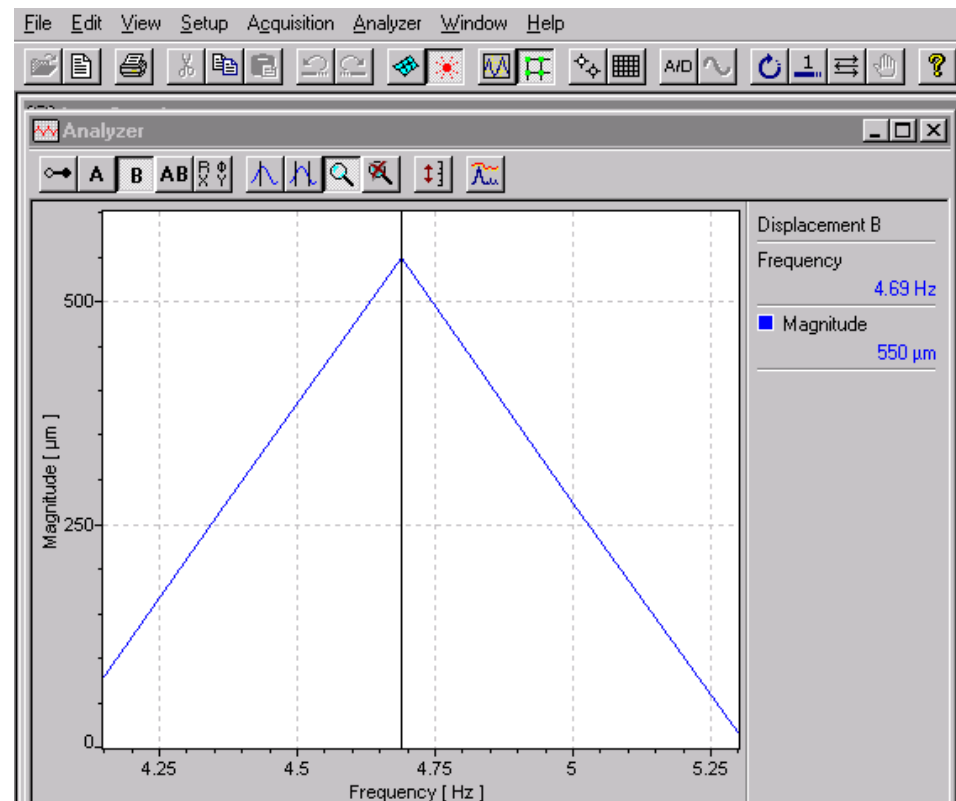 File Edit View Setup Acquisition Analyzer Window Help
A/D 1
Analyzer
A B AB R Φ
X Y
Displacement B
Frequency
4.69 Hz
Magnitude
550 µm
500
250
0
Magnitude [ µm ]
4.25 4.5 4.75 5 5.25
Frequency [ Hz ]